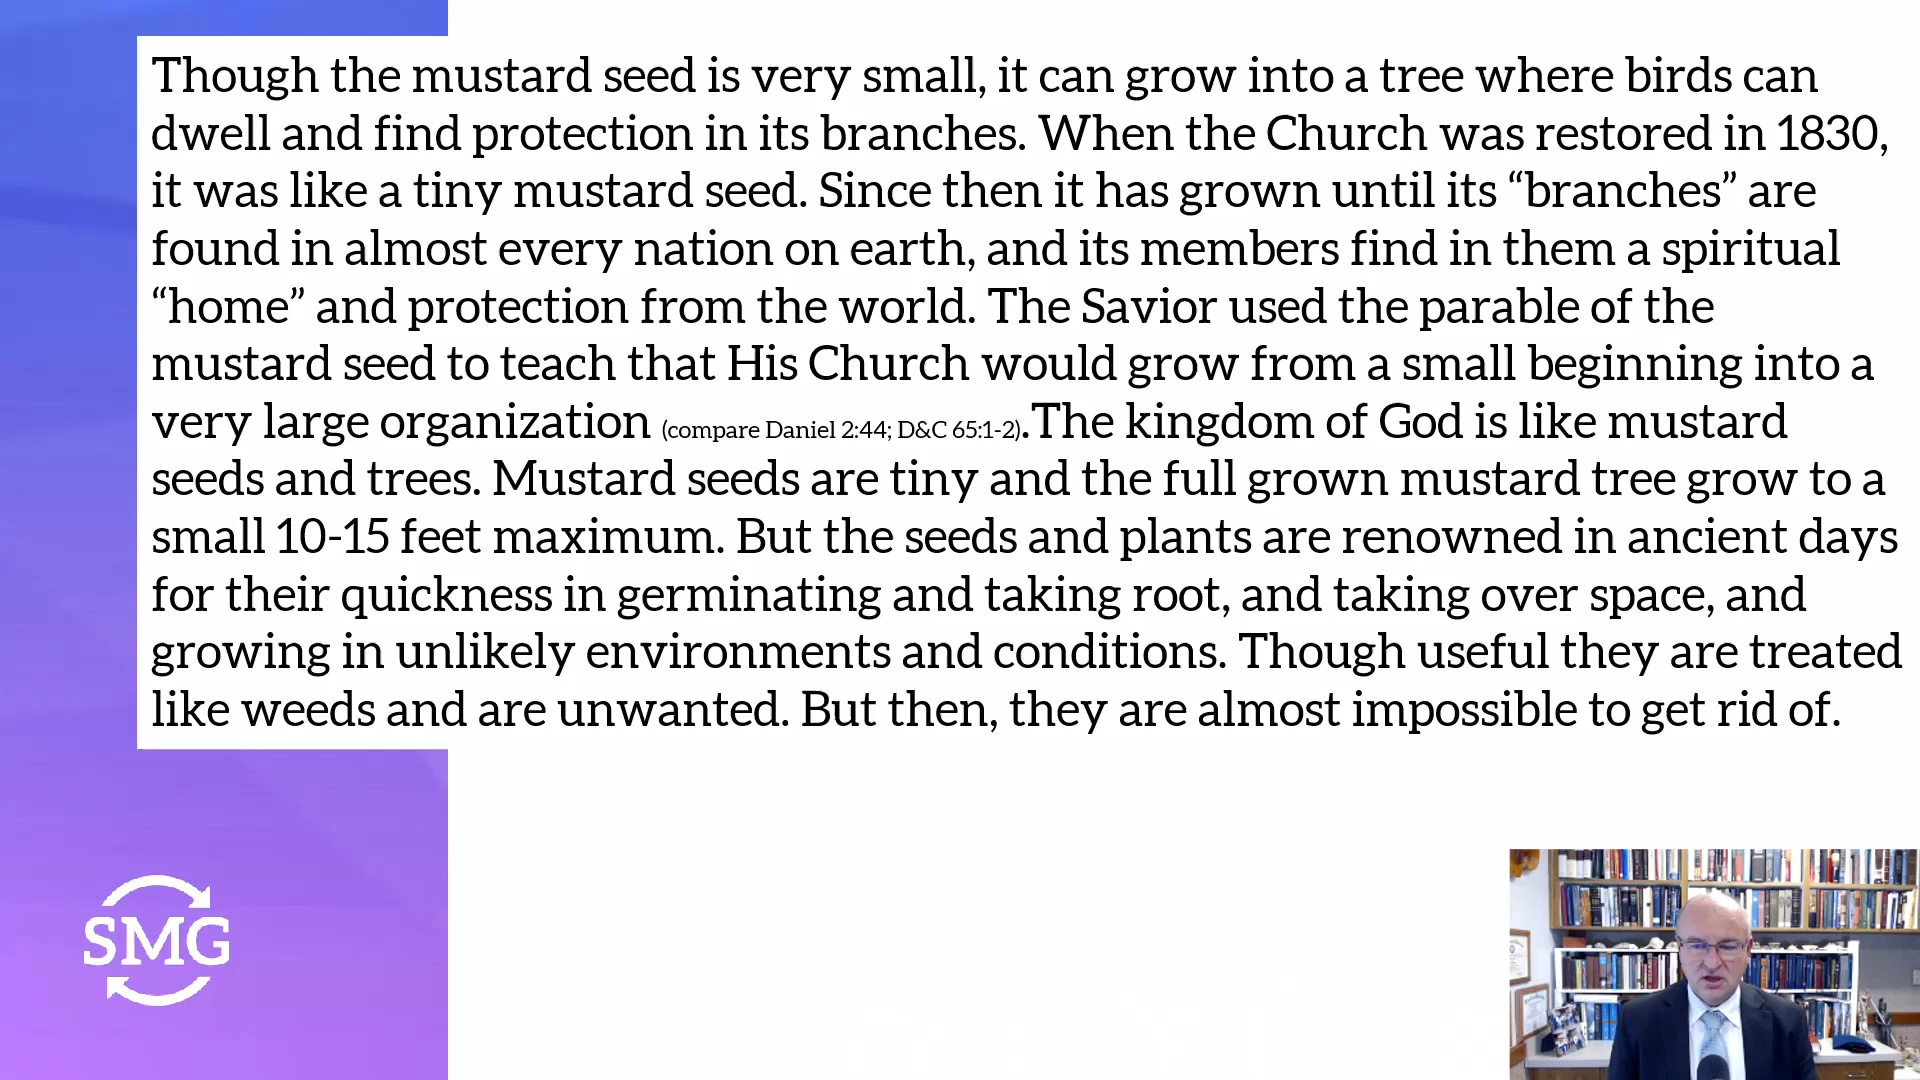 Though the mustard seed is very small, it can grow into a tree where birds can
dwell and find protection in its branches. When the Church was restored in 1830,
it was like a tiny mustard seed. Since then it has grown until its “branches” are
found in almost every nation on earth, and its members find in them a spiritual
“home” and protection from the world. The Savior used the parable of the
mustard seed to teach that His Church would grow from a small beginning into a
very large organization (compare Daniel 2:44; D&C 65:1-2).The kingdom of God is like mustard
seeds and trees. Mustard seeds are tiny and the full grown mustard tree grow to a
small 10-15 feet maximum. But the seeds and plants are renowned in ancient days
for their quickness in germinating and taking root, and taking over space, and
growing in unlikely environments and conditions. Though useful they are treated
like weeds and are unwanted. But then, they are almost impossible to get rid of.
SMG